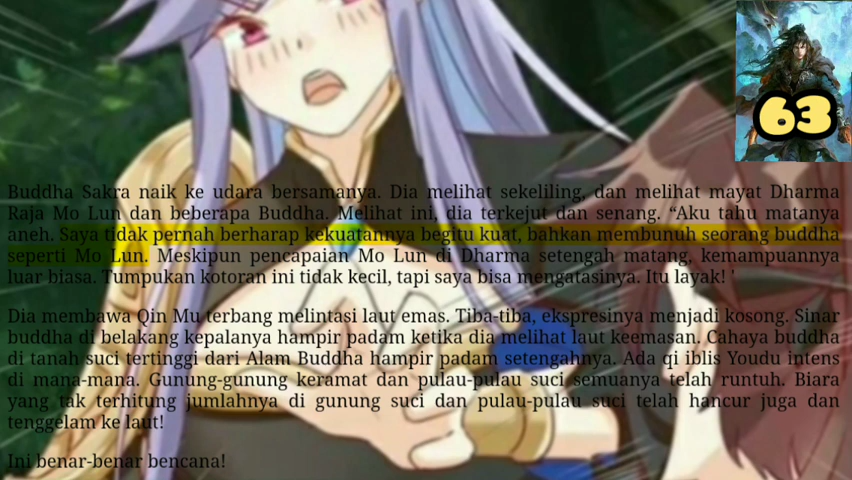 63
Buddha Sakra naik ke udara bersamanya. Dia melihat sekeliling, dan melihat mayat Dharma
Raja Mo Lun dan beberapa Buddha. Melihat ini, dia terkejut dan senang. “Aku tahu matanya
aneh. Saya tidak pernah berharap kekuatannya begitu kuat, bahkan membunuh seorang buddha
seperti Mo Lun. Meskipun pencapaian Mo Lun di Dharma setengah matang, kemampuannya
luar biasa. Tumpukan kotoran ini tidak kecil, tapi saya bisa mengatasinya. Itu layak! '
Dia membawa Qin Mu terbang melintasi laut emas. Tiba-tiba, ekspresinya menjadi kosong. Sinar
buddha di belakang kepalanya hampir padam ketika dia melihat laut keemasan. Cahaya buddha
di tanah suci tertinggi dari Alam Buddha hampir padam setengahnya. Ada qi iblis Youdu intens
di mana-mana. Gunung-gunung keramat dan pulau-pulau suci semuanya telah runtuh. Biara
yang tak terhitung jumlahnya di gunung suci dan pulau-pulau suci telah hancur juga dan
tenggelam ke laut!
Ini benar-benar bencana!